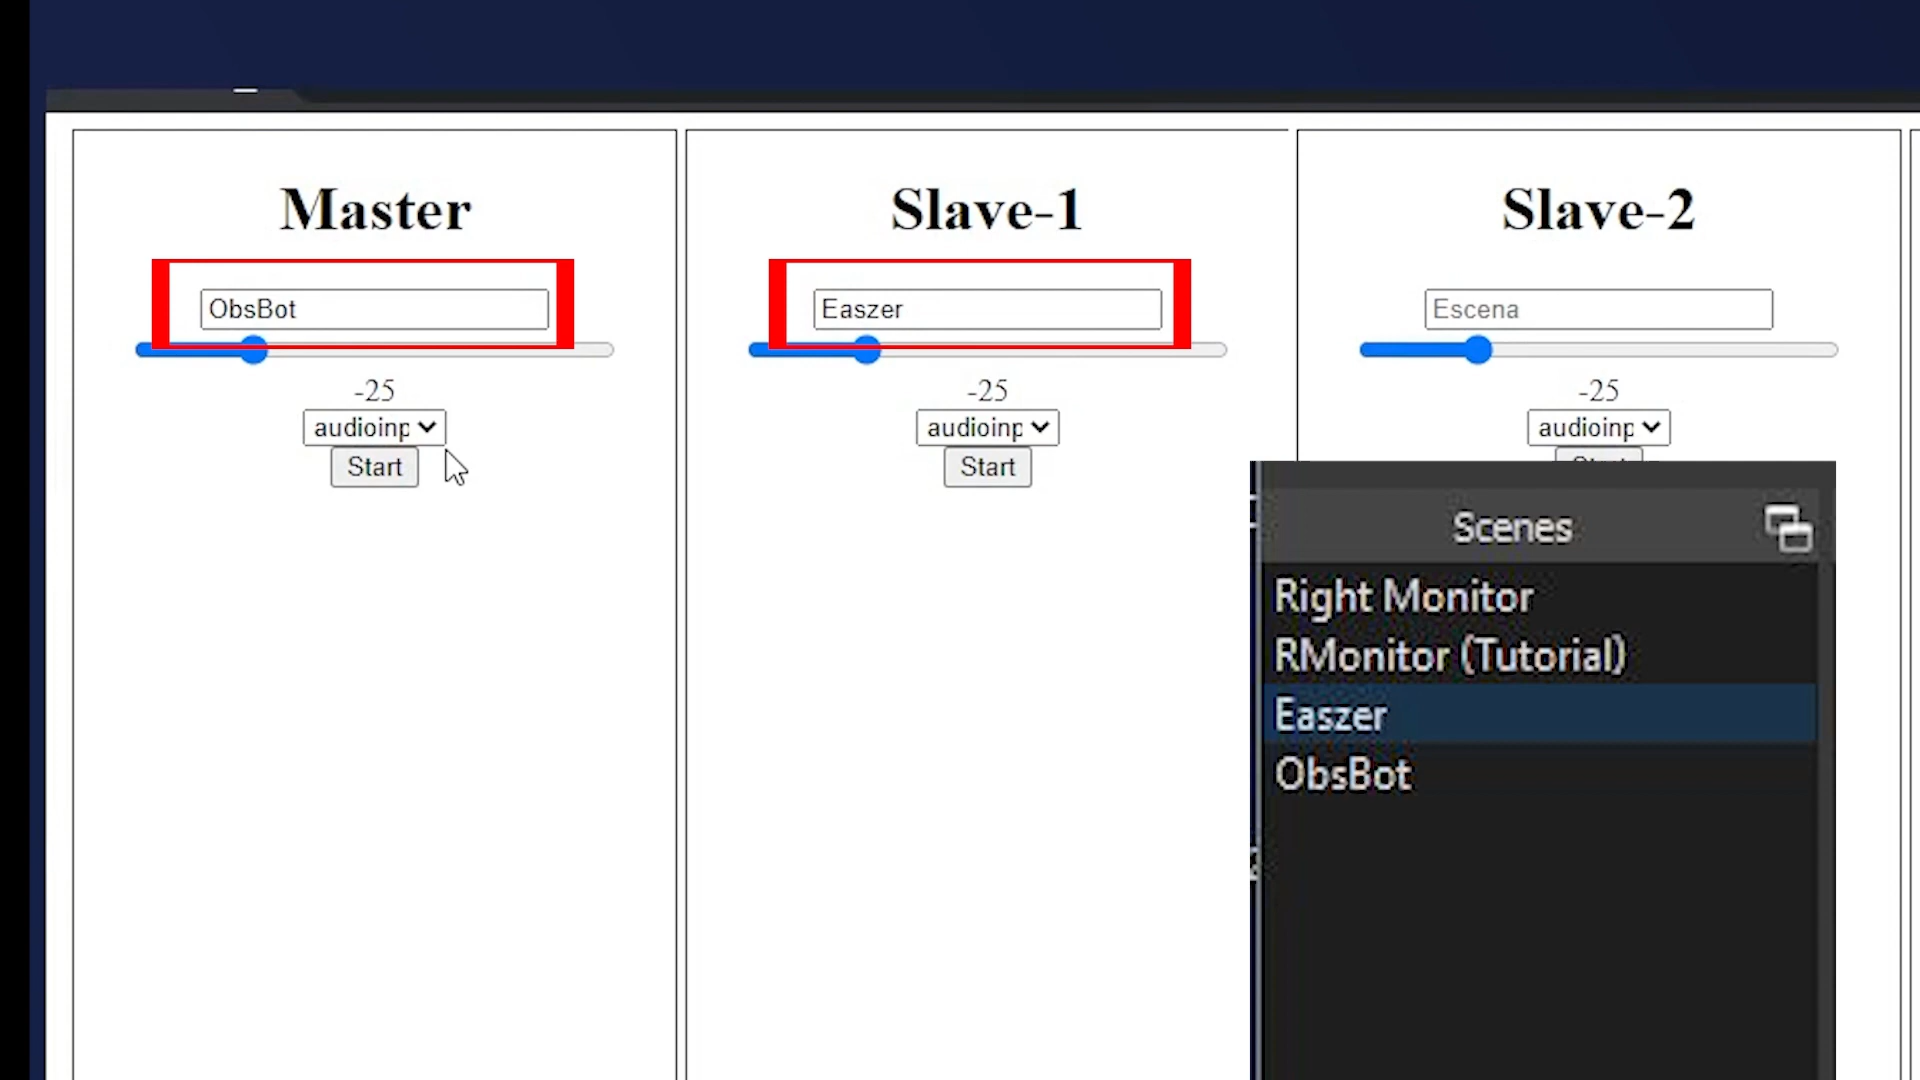 Master
ObsBot
-25
audioinp
Start
Slave-1
Easzer
-25
audioinp
Start
Slave-2
Escena
-25
audioinp
Scenes
Right Monitor
RMonitor (Tutorial)
Easzer
ObsBot